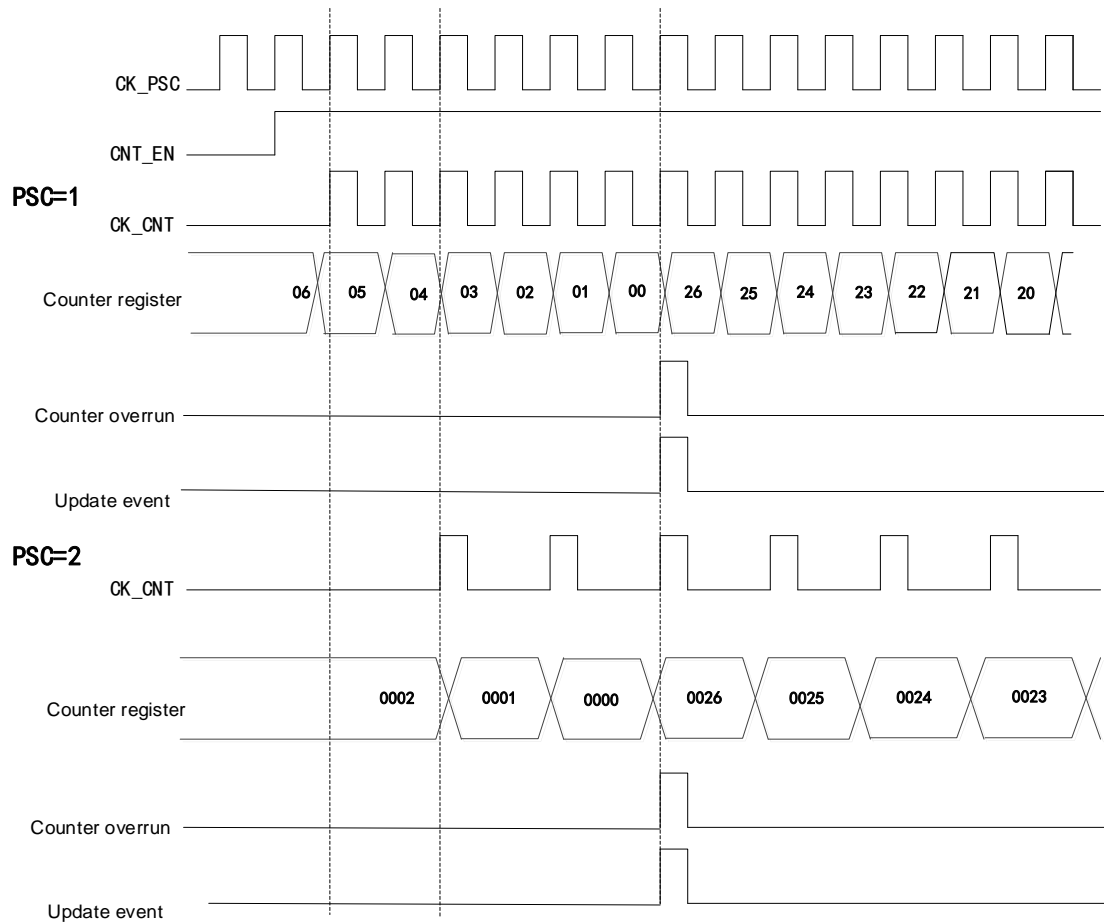 CK_PSC
CNT_EN
PSC=1
CK_CNT
Counter register 06 05 04 03 02 01 00 26 25 24 23 22 21 20
Counter overrun
Update event
PSC=2
CK_CNT
Counter register 0002 0001 0000 0026 0025 0024 0023
Counter overrun
Update event